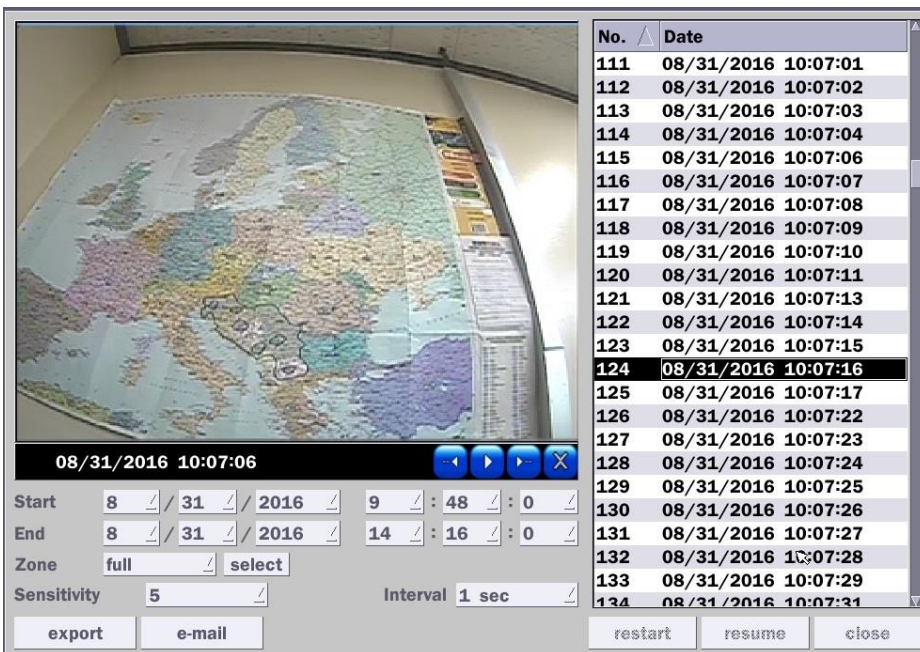 No. Date
111 08/31/2016 10:07:01
112 08/31/2016 10:07:02
113 08/31/2016 10:07:03
114 08/31/2016 10:07:04
115 08/31/2016 10:07:06
116 08/31/2016 10:07:07
117 08/31/2016 10:07:08
118 08/31/2016 10:07:09
119 08/31/2016 10:07:10
120 08/31/2016 10:07:11
121 08/31/2016 10:07:13
122 08/31/2016 10:07:14
123 08/31/2016 10:07:15
124 08/31/2016 10:07:16
125 08/31/2016 10:07:17
126 08/31/2016 10:07:22
127 08/31/2016 10:07:23
128 08/31/2016 10:07:24
129 08/31/2016 10:07:25
130 08/31/2016 10:07:26
131 08/31/2016 10:07:27
132 08/31/2016 10:07:28
133 08/31/2016 10:07:29
134 08/31/2016 10:07:31
08/31/2016 10:07:06
Start 8 / 31 / 2016 9 : 48 : 0
End 8 / 31 / 2016 14 : 16 : 0
Zone full select
Sensitivity 5 Interval 1 sec
export e-mail restart resume close